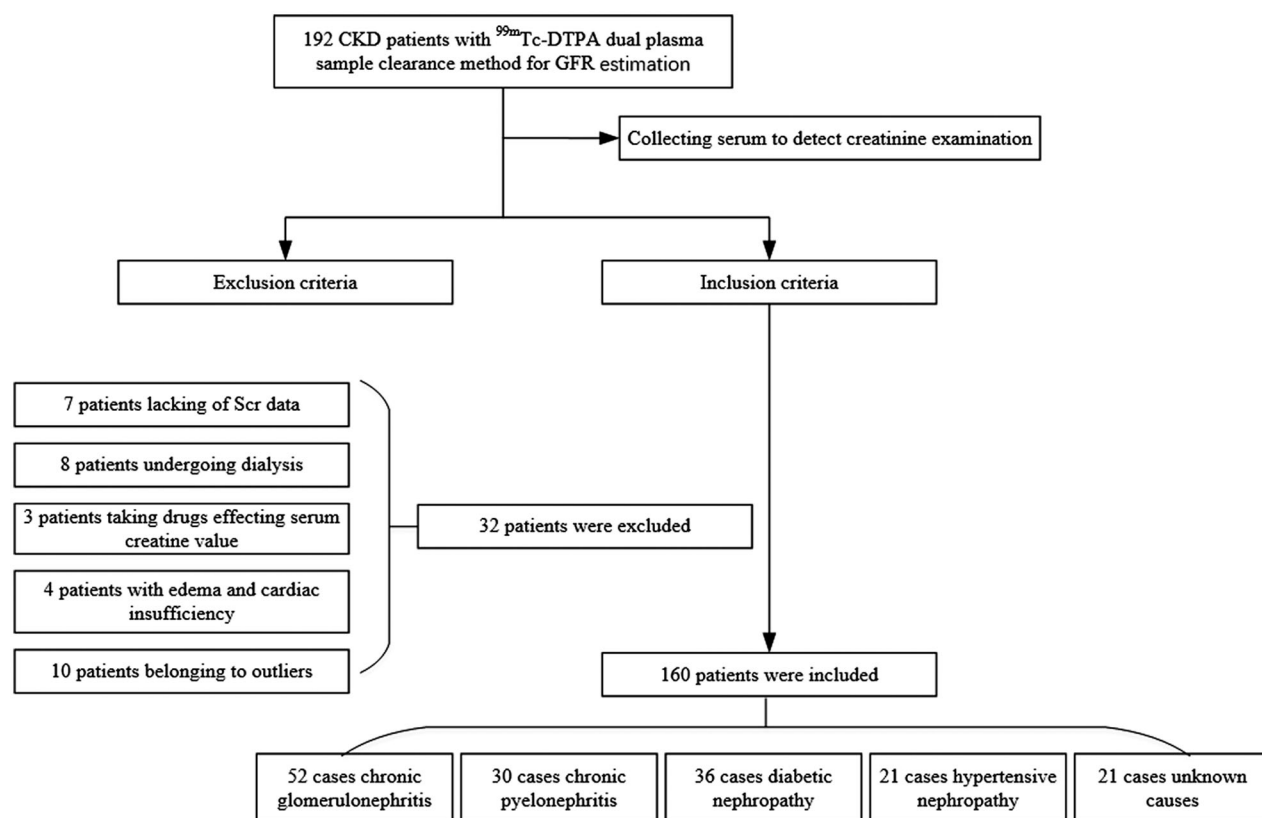 192 CKD patients with 99mTc-DTPA dual plasma
sample clearance method for GFR estimation
Collecting serum to detect creatinine examination
Exclusion criteria
Inclusion criteria
7 patients lacking of Scr data
8 patients undergoing dialysis
3 patients taking drugs effecting serum
creatine value
4 patients with edema and cardiac
insufficiency
10 patients belonging to outliers
32 patients were excluded
160 patients were included
52 cases chronic
glomerulonephritis
30 cases chronic
pyelonephritis
36 cases diabetic
nephropathy
21 cases hypertensive
nephropathy
21 cases unknown
causes